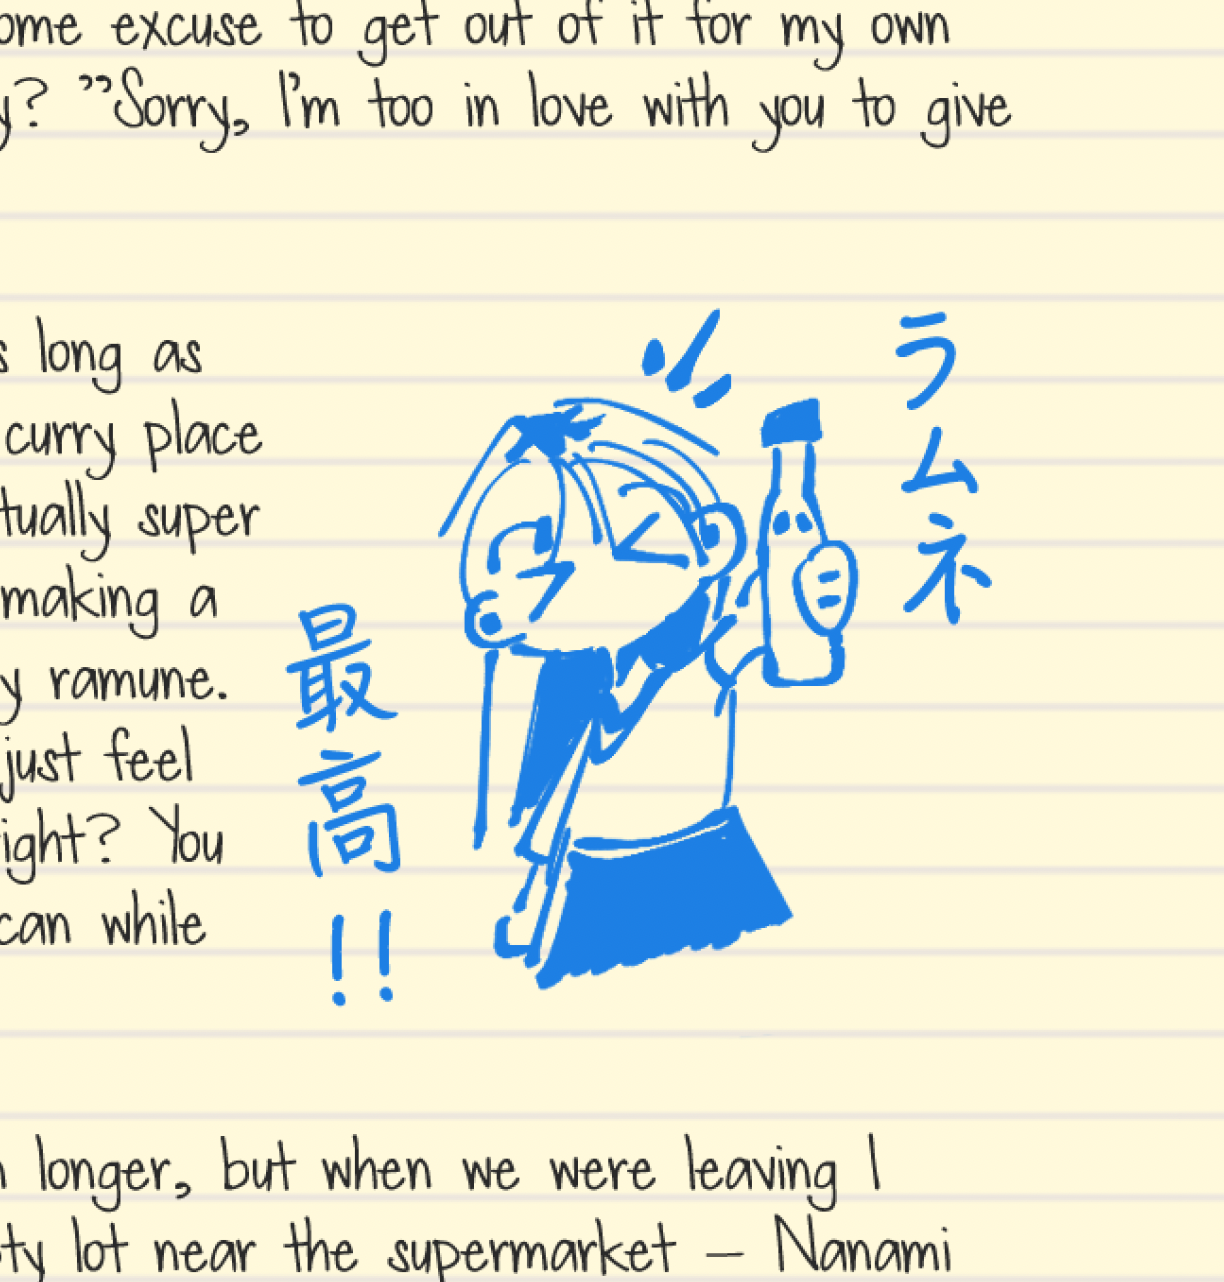 ome excuse to get out of it for my own
y? ”Sorry, I'm too in love with you to give
s long as
curry place
tually super
making a
y ramune.
just feel
ight? You
can while
ラムネ
最高!!
n longer, but when we were leaving I
ty lot near the supermarket – Nanami